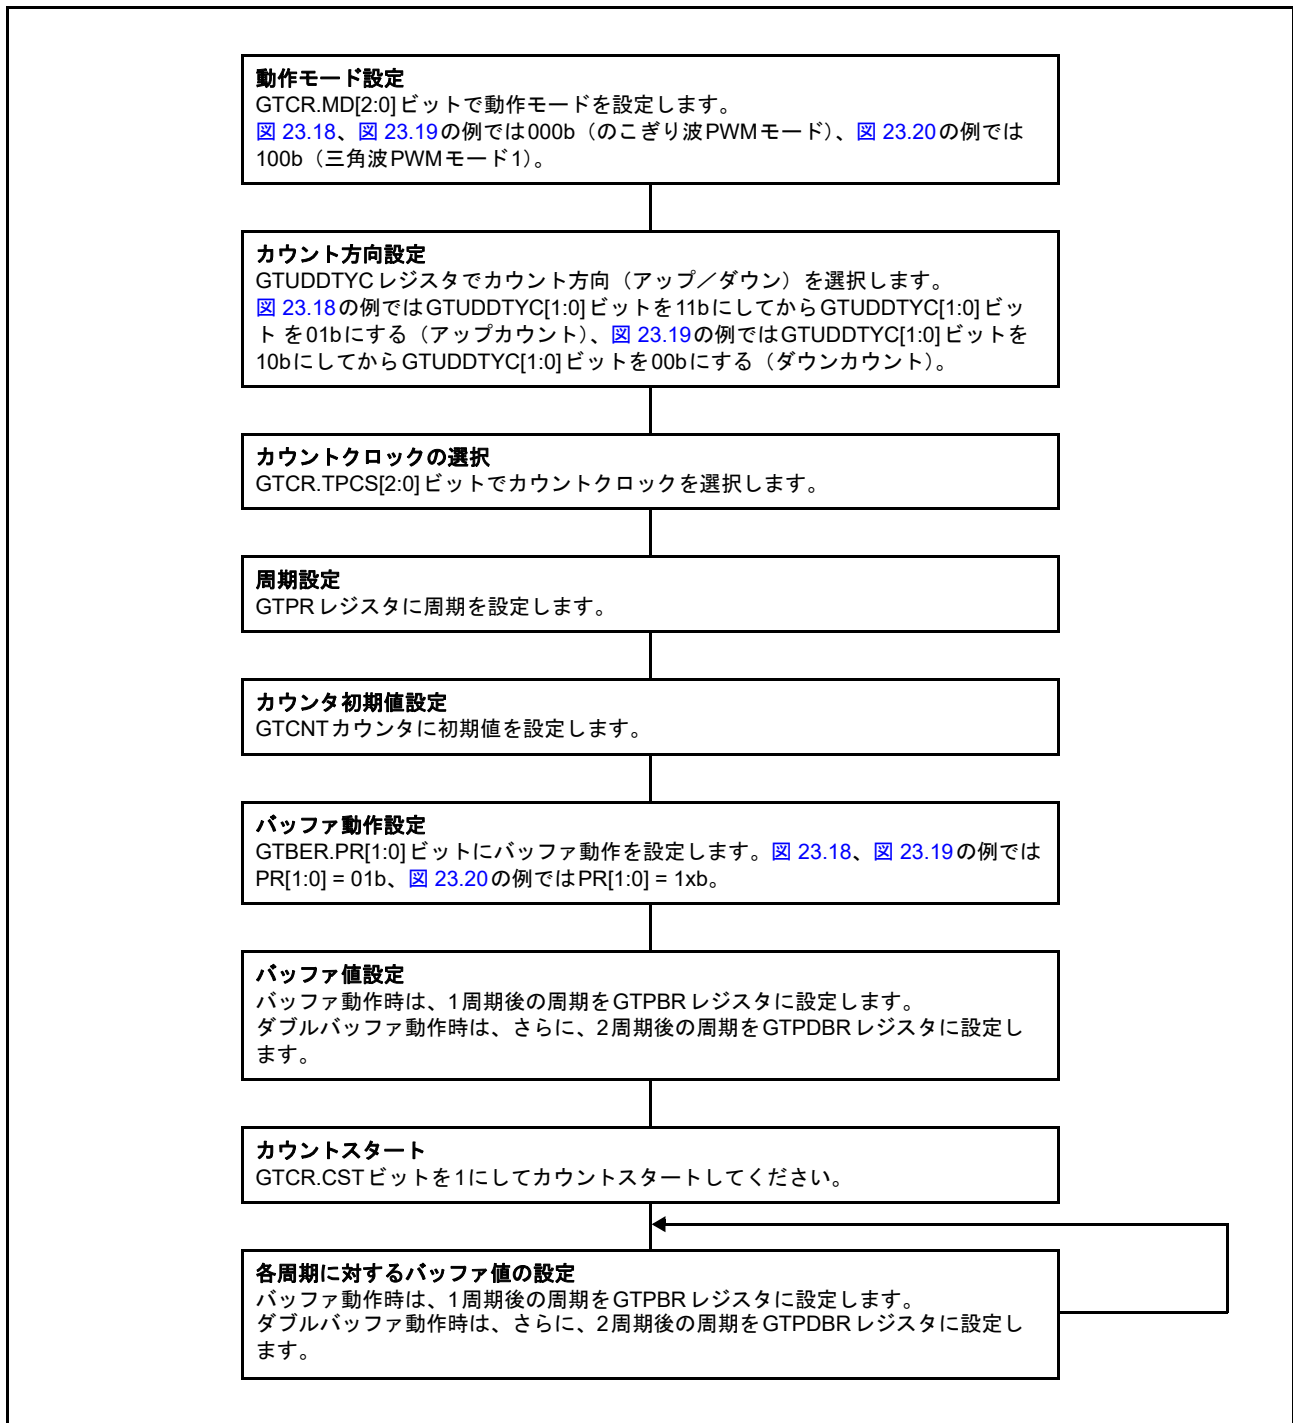 動作モード設定
GTCR.MD[2:0]ビットで動作モードを設定します。
図 23.18、図 23.19の例では000b（のこぎり波PWMモード）、図 23.20の例では
100b（三角波PWMモード1）。
カウント方向設定
GTUDDTYCレジスタでカウント方向（アップ／ダウン）を選択します。
図 23.18の例ではGTUDDTYC[1:0]ビットを11bにしてからGTUDDTYC[1:0]ビッ
ト を01bにする（アップカウント）、図 23.19の例ではGTUDDTYC[1:0]ビットを
10bにしてからGTUDDTYC[1:0]ビットを00bにする（ダウンカウント）。
カウントクロックの選択
GTCR.TPCS[2:0]ビットでカウントクロックを選択します。
周期設定
GTPRレジスタに周期を設定します。
カウンタ初期値設定
GTCNTカウンタに初期値を設定します。
バッファ動作設定
GTBER.PR[1:0]ビットにバッファ動作を設定します。図 23.18、図 23.19の例では
PR[1:0] = 01b、図 23.20の例ではPR[1:0] = 1xb。
バッファ値設定
バッファ動作時は、1周期後の周期をGTPBRレジスタに設定します。
ダブルバッファ動作時は、さらに、2周期後の周期をGTPDBRレジスタに設定し
ます。
カウントスタート
GTCR.CSTビットを1にしてカウントスタートしてください。
各周期に対するバッファ値の設定
バッファ動作時は、1周期後の周期をGTPBRレジスタに設定します。
ダブルバッファ動作時は、さらに、2周期後の周期をGTPDBRレジスタに設定し
ます。